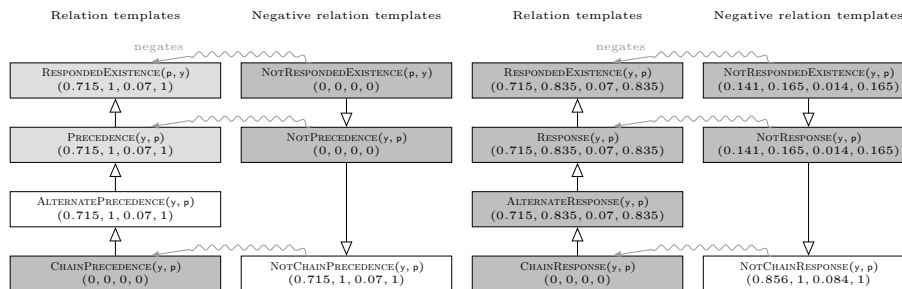 Relation templates
Negative relation templates
Relation templates
Negative relation templates
negates
negates
RESPONDEDEXISTENCE(p, y)
(0.715, 1, 0.07, 1)
NOTRESPONDEDEXISTENCE(p, y)
(0, 0, 0, 0)
RESPONDEDEXISTENCE(y, p)
(0.715, 0.835, 0.07, 0.835)
NOTRESPONDEDEXISTENCE(y, p)
(0.141, 0.165, 0.014, 0.165)
PRECEDENCE(y, p)
(0.715, 1, 0.07, 1)
NOTPRECEDENCE(y, p)
(0, 0, 0, 0)
RESPONSE(y, p)
(0.715, 0.835, 0.07, 0.835)
NOTRESPONSE(y, p)
(0.141, 0.165, 0.014, 0.165)
ALTERNATEPRECEDENCE(y, p)
(0.715, 1, 0.07, 1)
ALTERNATERESPONSE(y, p)
(0.715, 0.835, 0.07, 0.835)
CHAINPRECEDENCE(y, p)
(0, 0, 0, 0)
NOTCHAINPRECEDENCE(y, p)
(0.715, 1, 0.07, 1)
CHAINRESPONSE(y, p)
(0, 0, 0, 0)
NOTCHAINRESPONSE(y, p)
(0.856, 1, 0.084, 1)